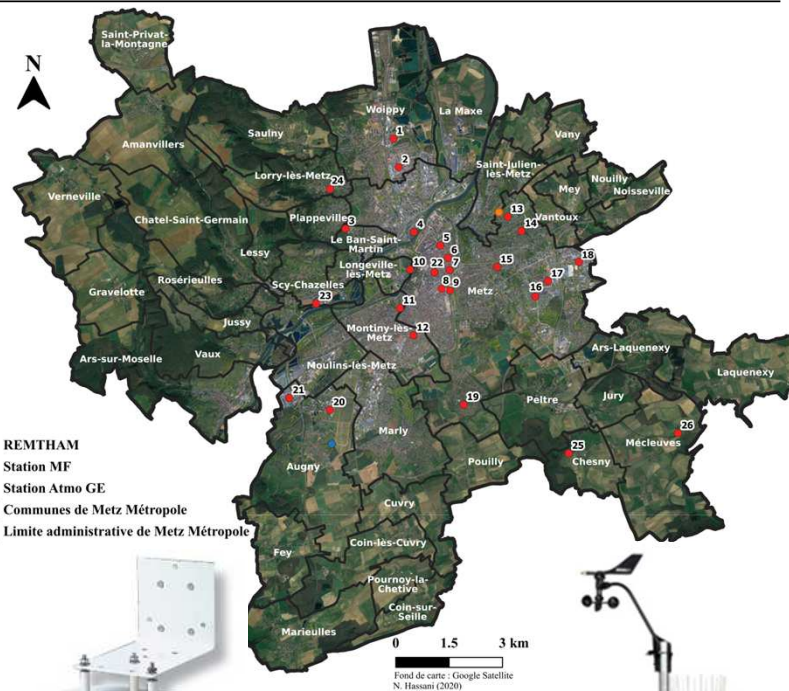 N
Saint-Privat-
la-Montagne
Woippy
La Maxe
1
Saulny
Vany
Amanvillers
2
Saint-Julien-
lès-Metz
Nouilly
Mey
Noisseville
24
Lorry-lès-Metz
Verneville
13
Vantoux
Chatel-Saint-Germain
Plappeville
3
4
14
Le Ban-Saint-
Martin
5
Lessy
6
Longeville-
lès-Metz
10
22
7
15
18
17
Rosérieulles
Scy-Chazelles
8
9
Metz
16
Gravelotte
23
11
Jussy
Montiny-lès-
Metz
12
Ars-sur-Moselle
Vaux
Ars-Laquenexy
Laquenexy
Moulins-lès-Metz
21
20
19
Peltre
Jury
Marly
26
Mécleuves
REMTHAM
Station MF
Augny
Pouilly
25
Chesny
Station Atmo GE
Communes de Metz Métropole
Cuvry
Limite administrative de Metz Métropole
Coin-lès-Cuvry
Fey
Pournoy-la-
Chetive
Coin-sur-
Seille
Marieulles
0 1.5 3 km
Fond de carte : Google Satellite
N. Hassani (2020)